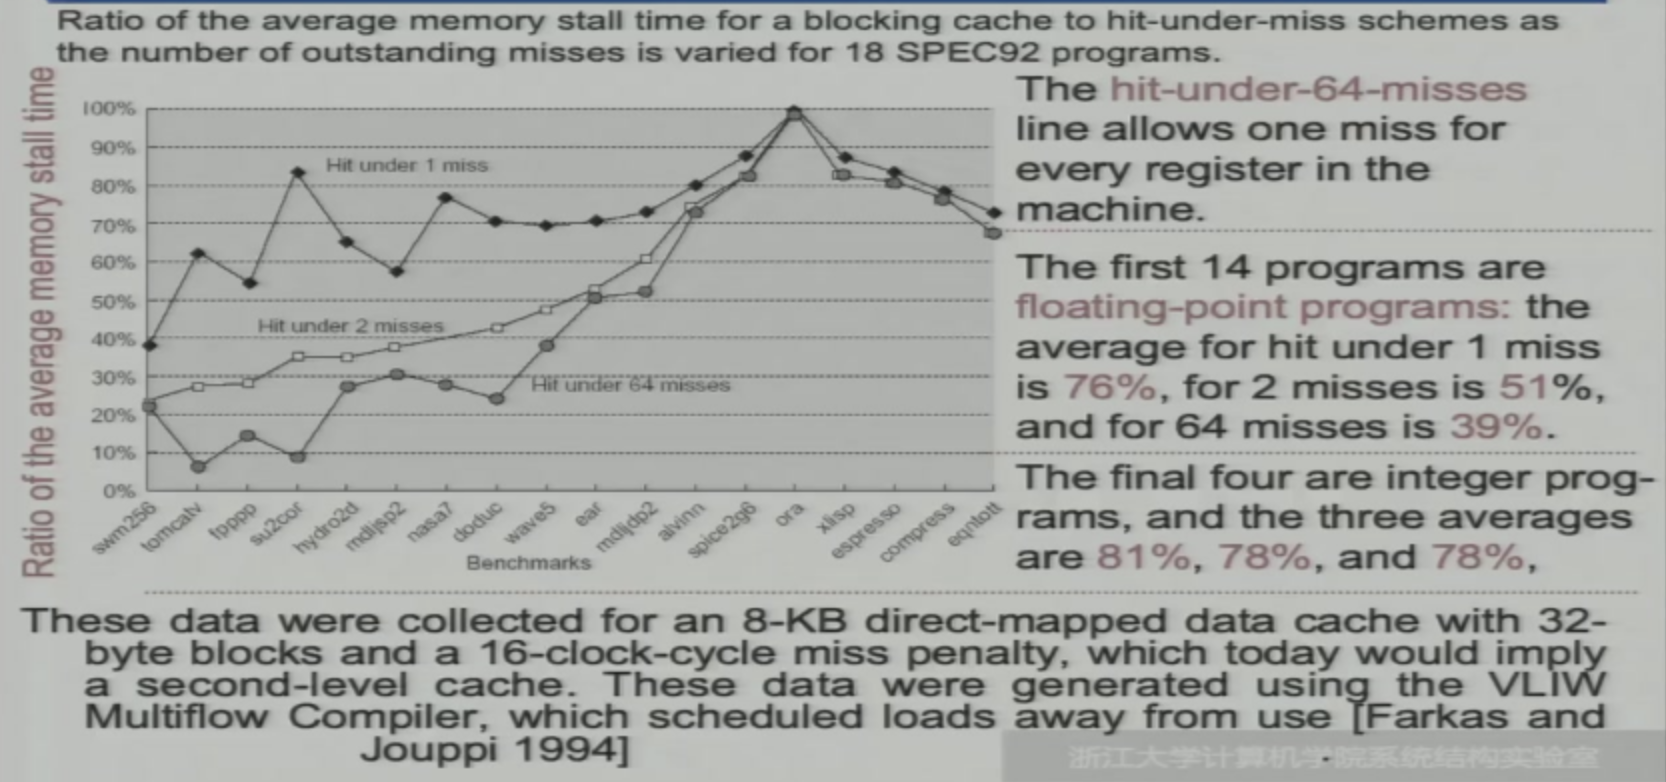 Ratio of the average memory stall time for a blocking cache to hit-under-miss schemes as
the number of outstanding misses is varied for 18 SPEC92 programs.
Ratio of the average memory stall time
100%
90%
80%
70%
60%
50%
40%
30%
20%
10%
0%
Hit under 1 miss
Hit under 2 misses
Hit under 64 misses
swm256
tomcatv
fpppp
su2cor
hydro2d
mdljsp2
nasa7
doduc
wave5
ear
mdljdp2
alvinn
spice2g6
ora
xlisp
espresso
compress
eqntott
Benchmarks
The hit-under-64-misses
line allows one miss for
every register in the
machine.
The first 14 programs are
floating-point programs: the
average for hit under 1 miss
is 76%, for 2 misses is 51%,
and for 64 misses is 39%.
The final four are integer prog-
rams, and the three averages
are 81%, 78%, and 78%,
These data were collected for an 8-KB direct-mapped data cache with 32-
byte blocks and a 16-clock-cycle miss penalty, which today would imply
a second-level cache. These data were generated using the VLIW
Multiflow Compiler, which scheduled loads away from use [Farkas and
Jouppi 1994]
浙江大学计算机学院系统结构实验室